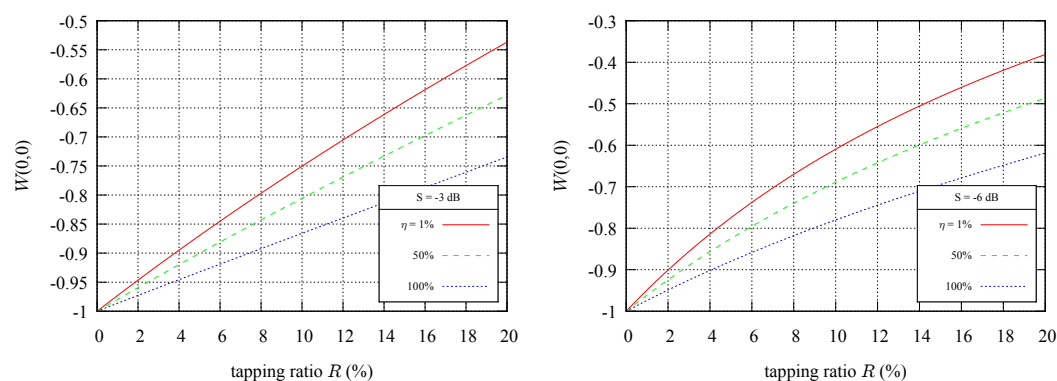 -0.5
-0.55
-0.6
-0.65
-0.7
-0.75
-0.8
-0.85
-0.9
-0.95
-1
W(0,0)
0 2 4 6 8 10 12 14 16 18 20
tapping ratio R (%)
S = -3 dB
η = 1%
50%
100%
-0.3
-0.4
-0.5
-0.6
-0.7
-0.8
-0.9
-1
W(0,0)
0 2 4 6 8 10 12 14 16 18 20
tapping ratio R (%)
S = -6 dB
η = 1%
50%
100%